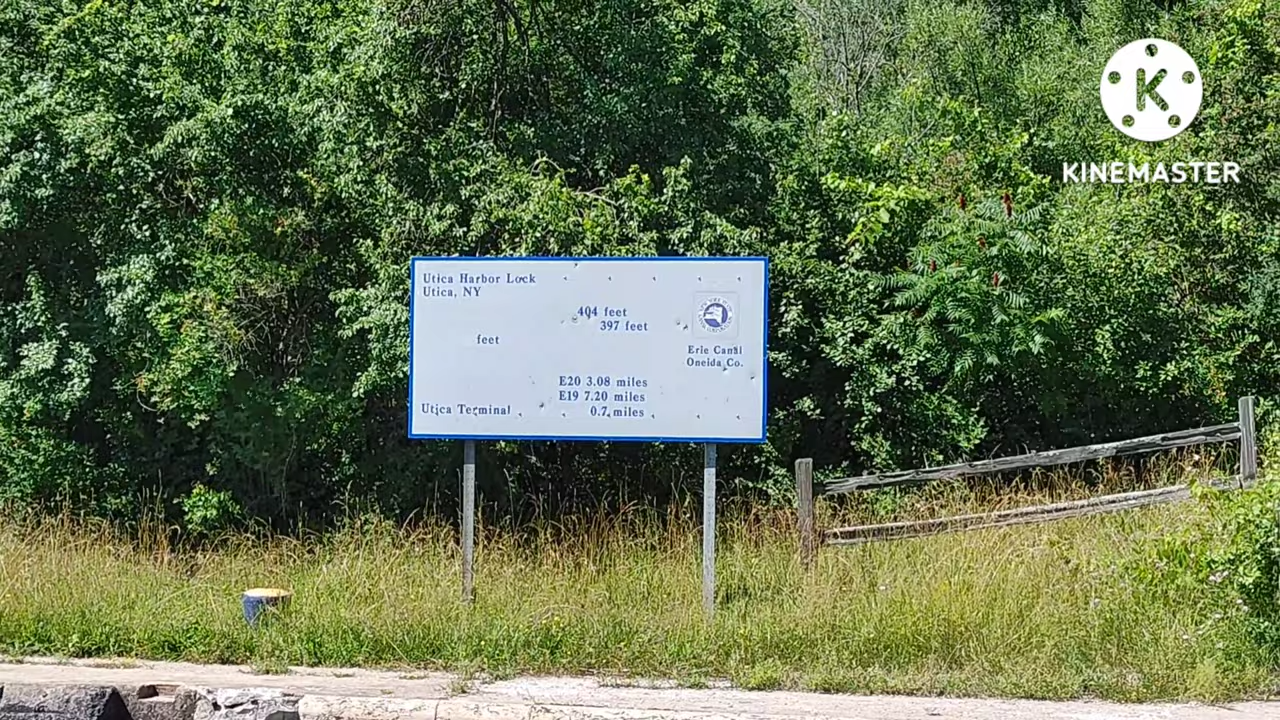 Utica Harbor Lock
Utica, NY
404 feet
397 feet
feet
Erie Canal
Oneida Co.
E20 3.08 miles
E19 7.20 miles
Utica Terminal 0.7 miles
K
KINEMASTER